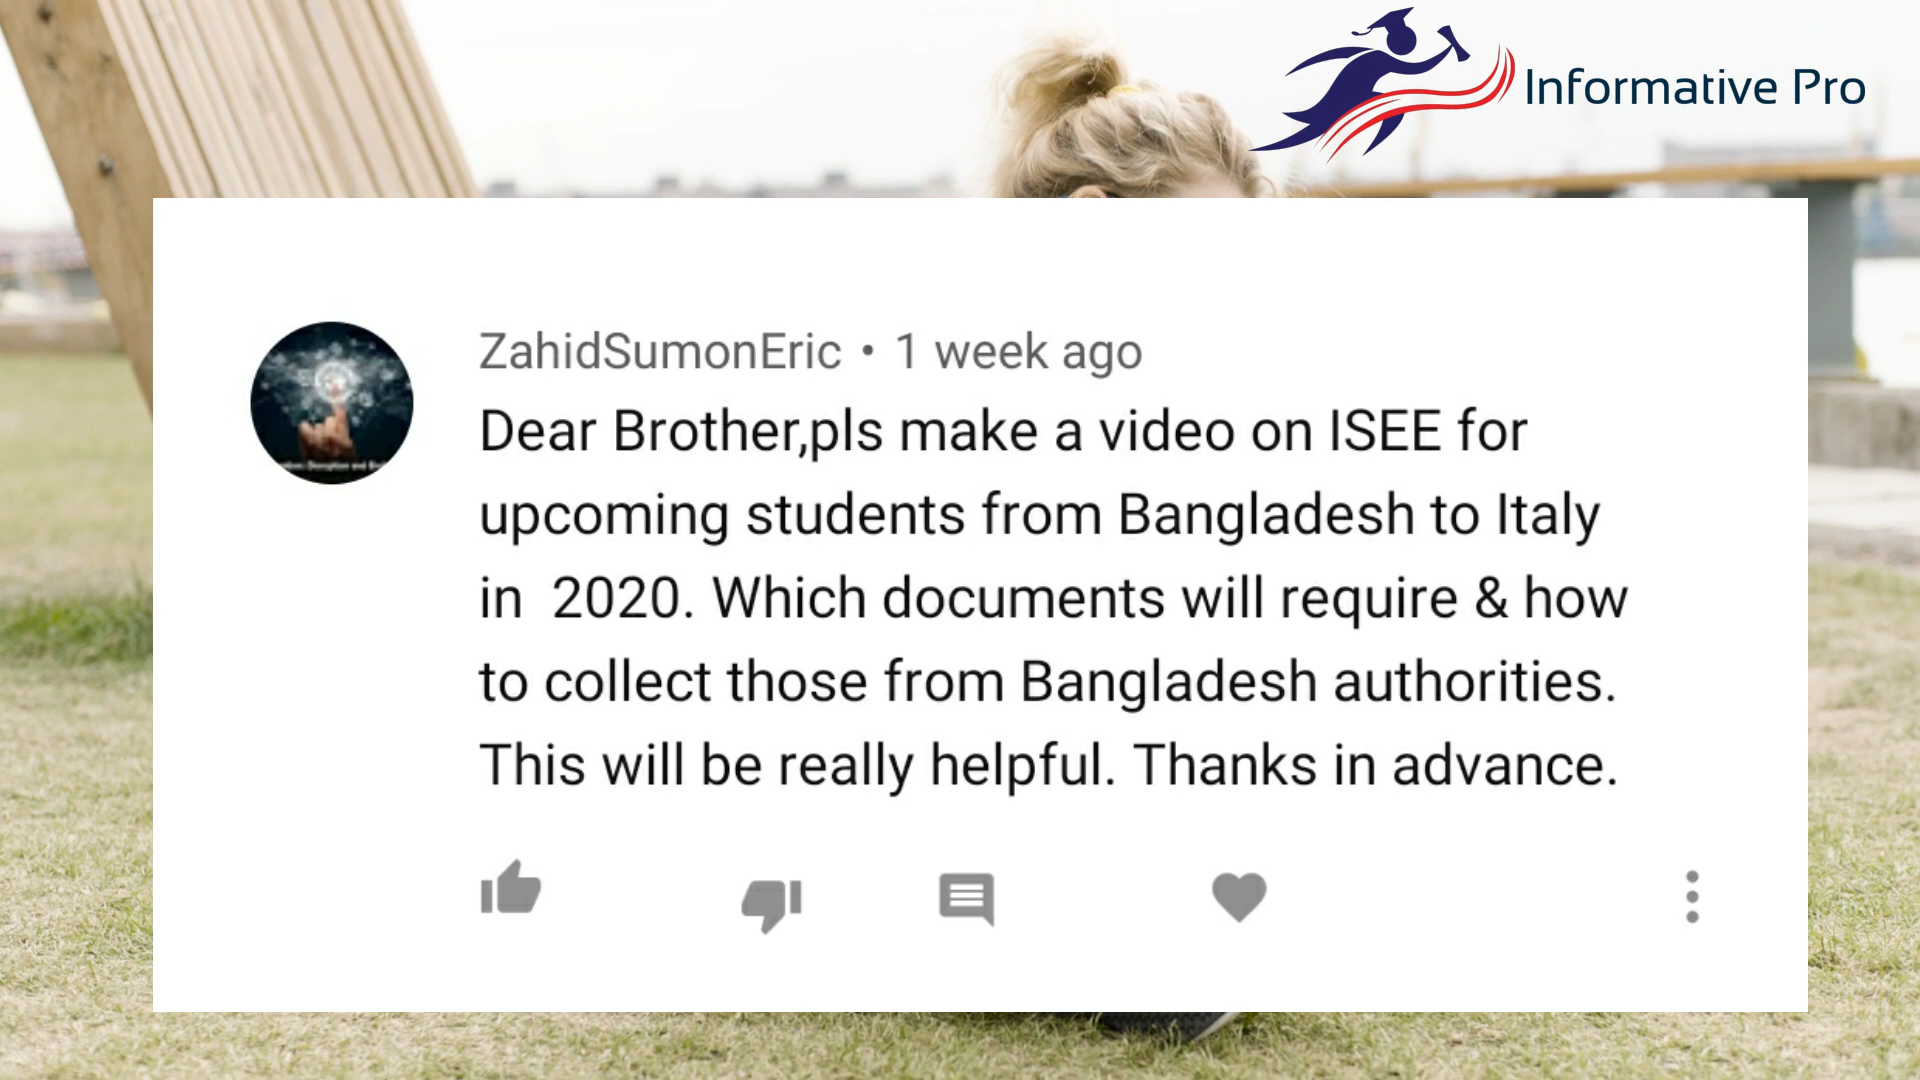 Informative Pro
ZahidSumonEric • 1 week ago
Dear Brother,pls make a video on ISEE for
upcoming students from Bangladesh to Italy
in  2020. Which documents will require & how
to collect those from Bangladesh authorities.
This will be really helpful. Thanks in advance.